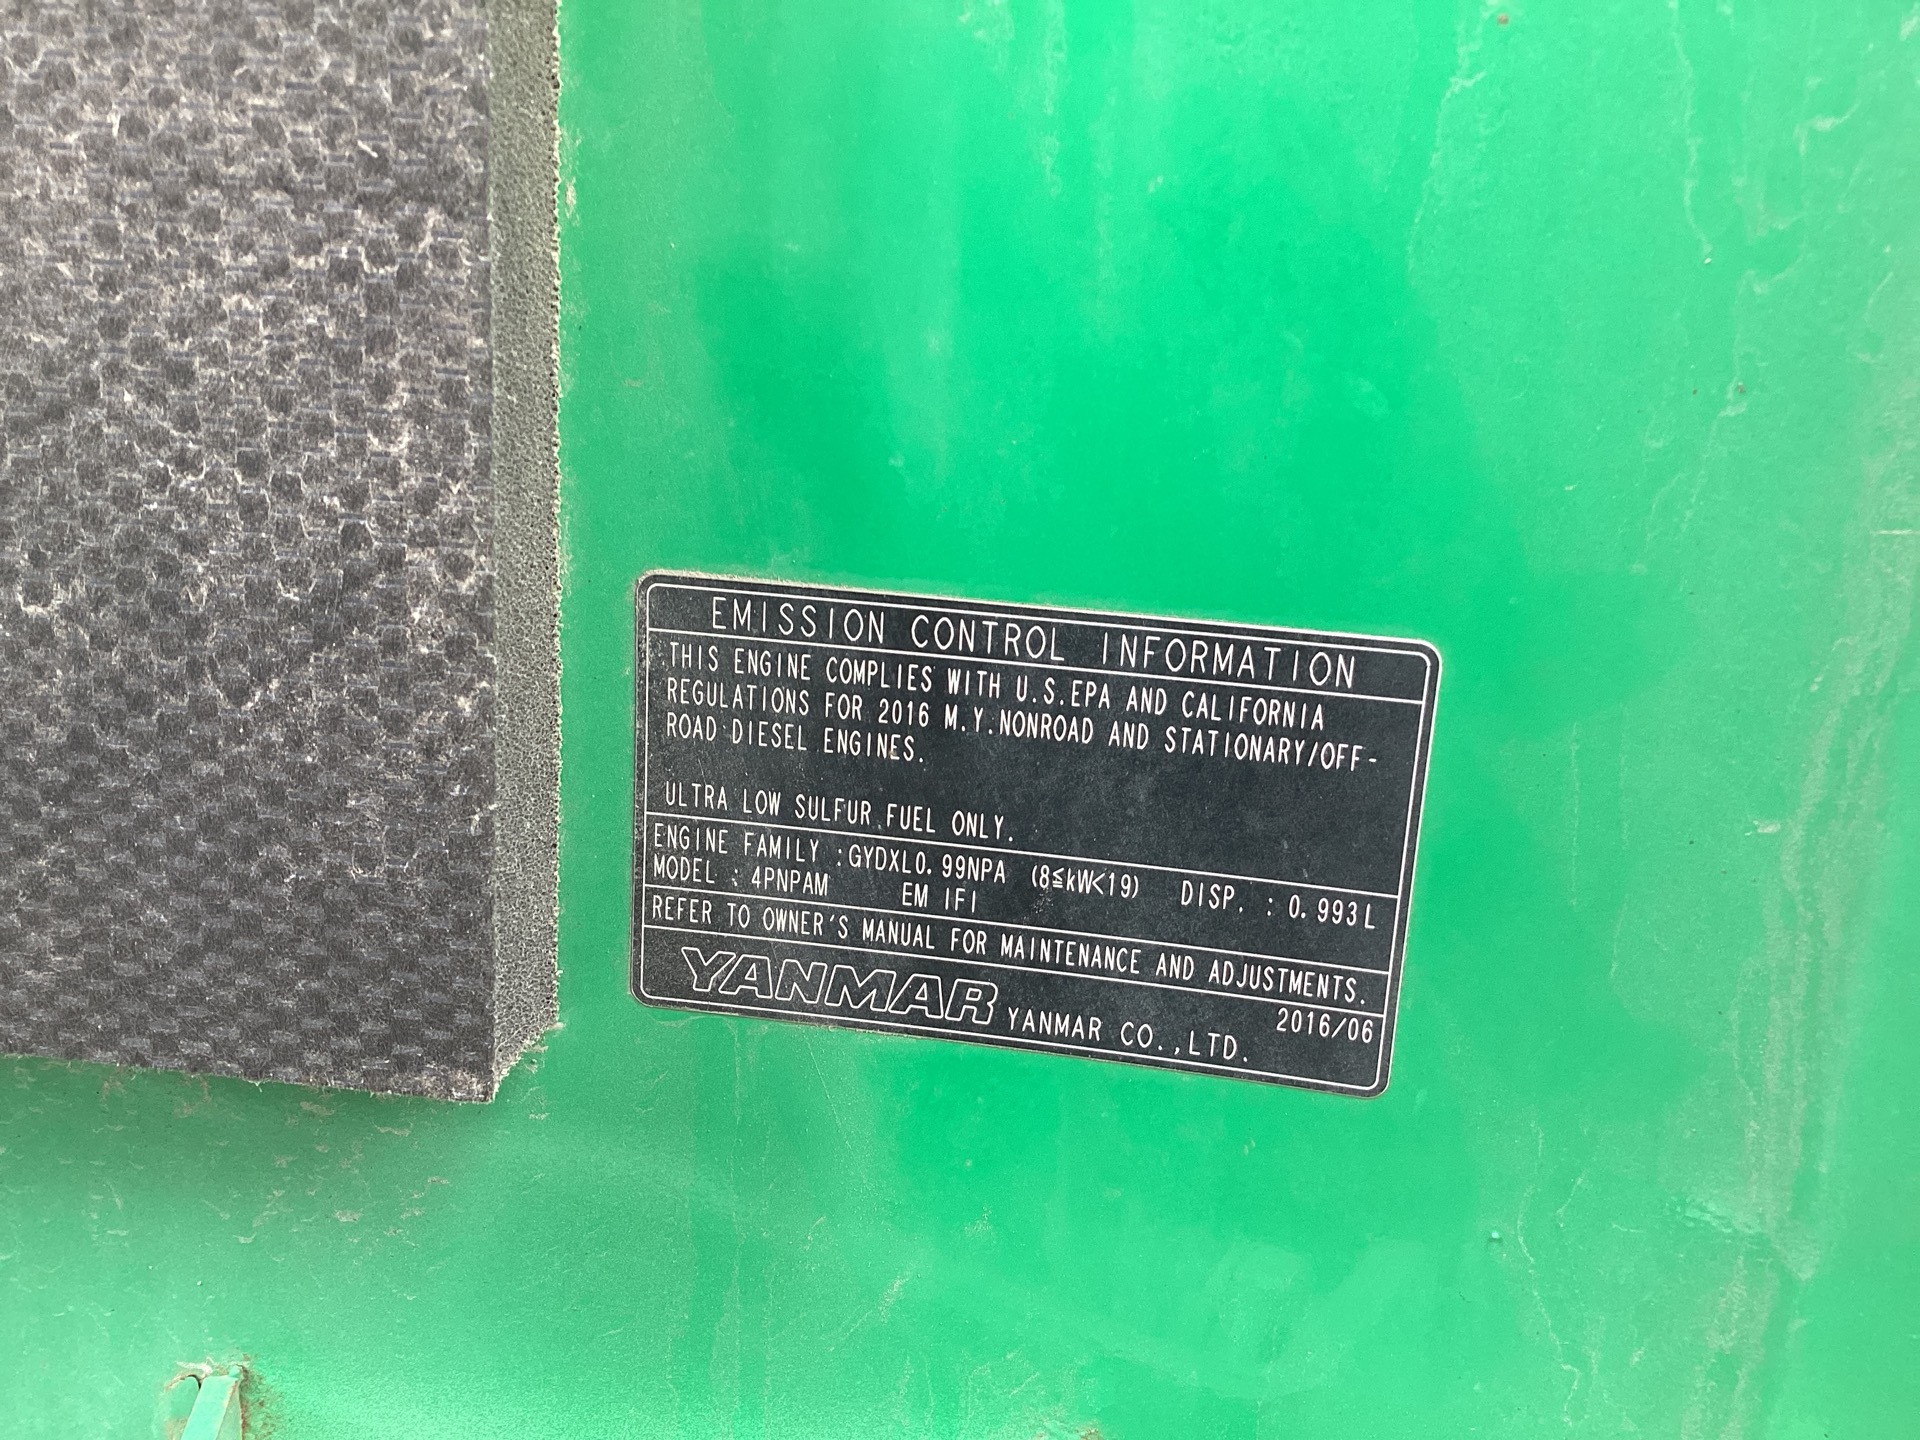 EMISSION CONTROL INFORMATION
THIS ENGINE COMPLIES WITH U.S.EPA AND CALIFORNIA
REGULATIONS FOR 2016 M.Y.NONROAD AND STATIONARY/OFF-
ROAD DIESEL ENGINES.
ULTRA LOW SULFUR FUEL ONLY.
ENGINE FAMILY :GYDXL0.99NPA (8≦kW<19) DISP. : 0.993L
MODEL : 4PNPAM EM IFI
REFER TO OWNER'S MANUAL FOR MAINTENANCE AND ADJUSTMENTS.
YANMAR YANMAR CO.,LTD. 2016/06